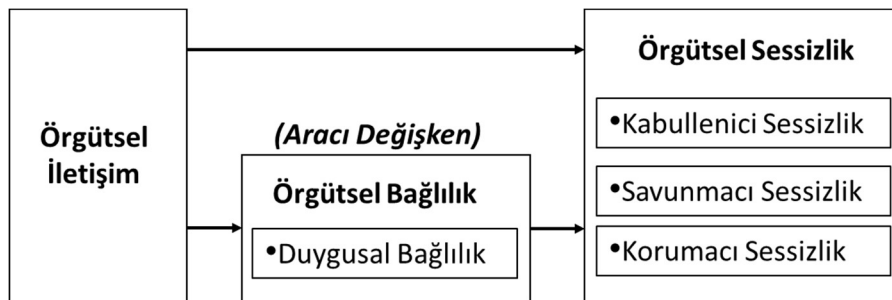 Örgütsel
İletişim
(Aracı Değişken)
Örgütsel Bağlılık
•Duygusal Bağlılık
Örgütsel Sessizlik
•Kabullenici Sessizlik
•Savunmacı Sessizlik
•Korumacı Sessizlik